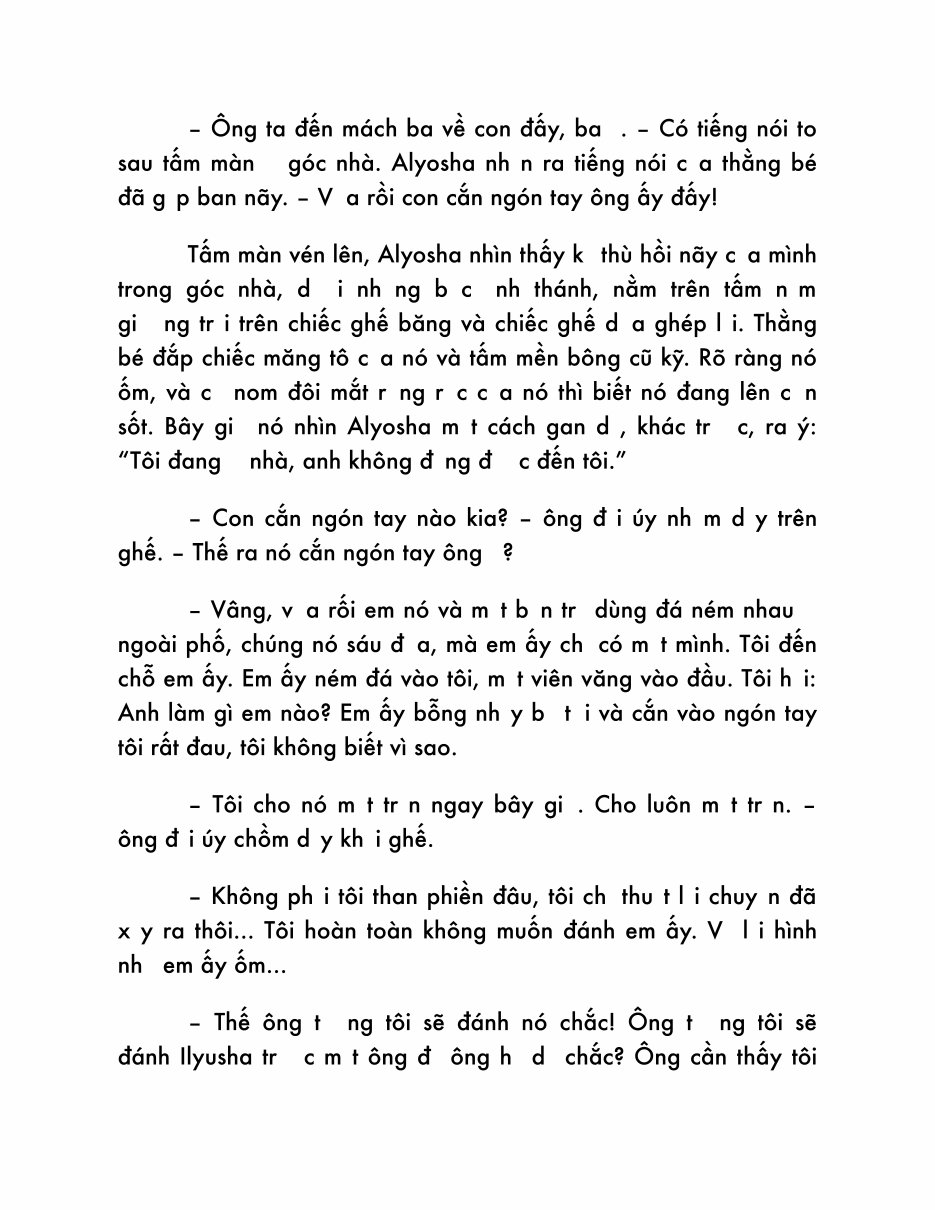 – Ông ta đến mách ba về con đấy, ba  . – Có tiếng nói to
sau tấm màn   góc nhà. Alyosha nh n ra tiếng nói c a thằng bé
đã g p ban nãy. – V a rồi con cắn ngón tay ông ấy đấy!
Tấm màn vén lên, Alyosha nhìn thấy k  thù hồi nãy c a mình
trong góc nhà, d  i nh ng b c  nh thánh, nằm trên tấm n m
gi  ng tr i trên chiếc ghế băng và chiếc ghế d a ghép l i. Thằng
bé đắp chiếc măng tô c a nó và tấm mền bông cũ kỹ. Rõ ràng nó
ốm, và c  nom đôi mắt r ng r c c a nó thì biết nó đang lên c n
sốt. Bây gi  nó nhìn Alyosha m t cách gan d , khác tr  c, ra ý:
“Tôi đang   nhà, anh không đ ng đ  c đến tôi.”
– Con cắn ngón tay nào kia? – ông đ i úy nh m d y trên
ghế. – Thế ra nó cắn ngón tay ông  ?
– Vâng, v a rối em nó và m t b n tr  dùng đá ném nhau
ngoài phố, chúng nó sáu đ a, mà em ấy ch  có m t mình. Tôi đến
chỗ em ấy. Em ấy ném đá vào tôi, m t viên văng vào đầu. Tôi h i:
Anh làm gì em nào? Em ấy bỗng nh y b  t i và cắn vào ngón tay
tôi rất đau, tôi không biết vì sao.
– Tôi cho nó m t tr n ngay bây gi . Cho luôn m t tr n. –
ông đ i úy chồm d y kh i ghế.
– Không ph i tôi than phiền đâu, tôi ch  thu t l i chuy n đã
x y ra thôi... Tôi hoàn toàn không muốn đánh em ấy. V  l i hình
nh  em ấy ốm...
– Thế ông t  ng tôi sẽ đánh nó chắc! Ông t  ng tôi sẽ
đánh Ilyusha tr  c m t ông đ  ông h  d  chắc? Ông cần thấy tôi